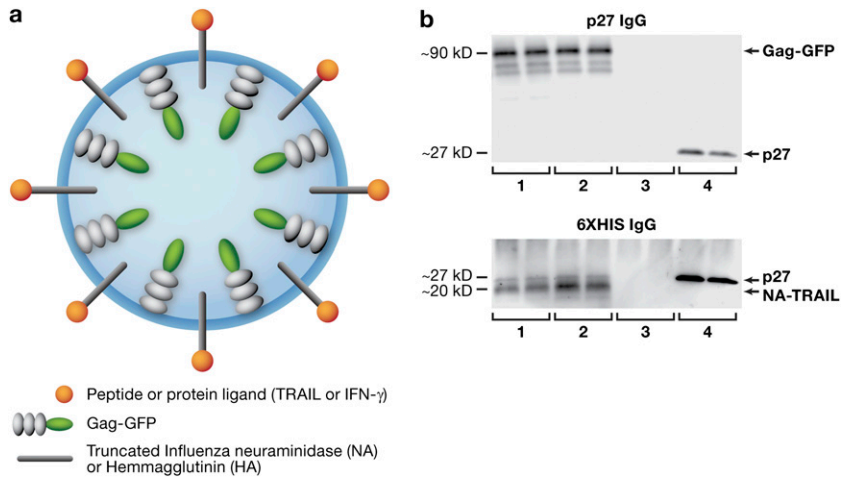 a
Peptide or protein ligand (TRAIL or IFN-γ)
Gag-GFP
Truncated Influenza neuraminidase (NA)
or Hemmagglutinin (HA)
b
p27 IgG
~90 kD
Gag-GFP
~27 kD
p27
1 2 3 4
6XHIS IgG
~27 kD
p27
~20 kD
NA-TRAIL
1 2 3 4